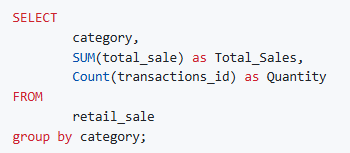 SELECT
category,
SUM(total_sale) as Total_Sales,
Count(transactions_id) as Quantity
FROM
retail_sale
group by category;